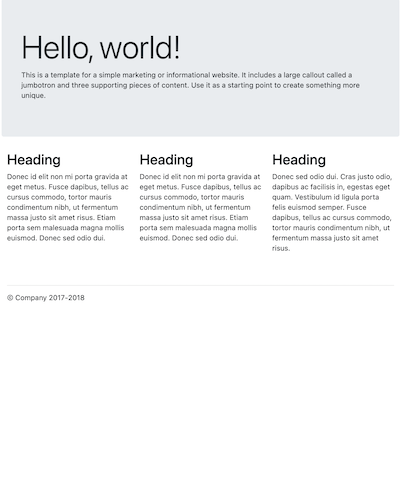 Hello, world!
This is a template for a simple marketing or informational website. It includes a large callout called a
jumbotron and three supporting pieces of content. Use it as a starting point to create something more
unique.
Heading
Donec id elit non mi porta gravida at
eget metus. Fusce dapibus, tellus ac
cursus commodo, tortor mauris
condimentum nibh, ut fermentum
massa justo sit amet risus. Etiam
porta sem malesuada magna mollis
euismod. Donec sed odio dui.
Heading
Donec id elit non mi porta gravida at
eget metus. Fusce dapibus, tellus ac
cursus commodo, tortor mauris
condimentum nibh, ut fermentum
massa justo sit amet risus. Etiam
porta sem malesuada magna mollis
euismod. Donec sed odio dui.
Heading
Donec sed odio dui. Cras justo odio,
dapibus ac facilisis in, egestas eget
quam. Vestibulum id ligula porta
felis euismod semper. Fusce
dapibus, tellus ac cursus commodo,
tortor mauris condimentum nibh, ut
fermentum massa justo sit amet
risus.
© Company 2017-2018